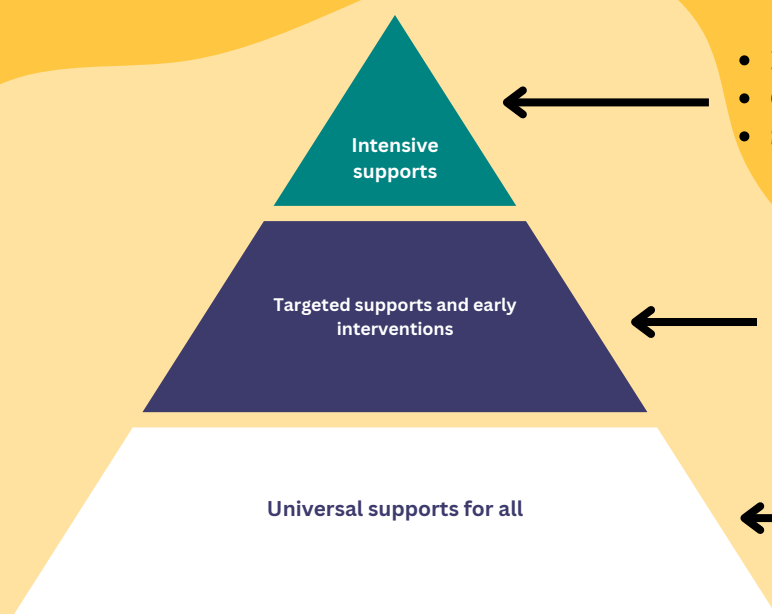 Intensive
supports
Targeted supports and early
interventions
Universal supports for all